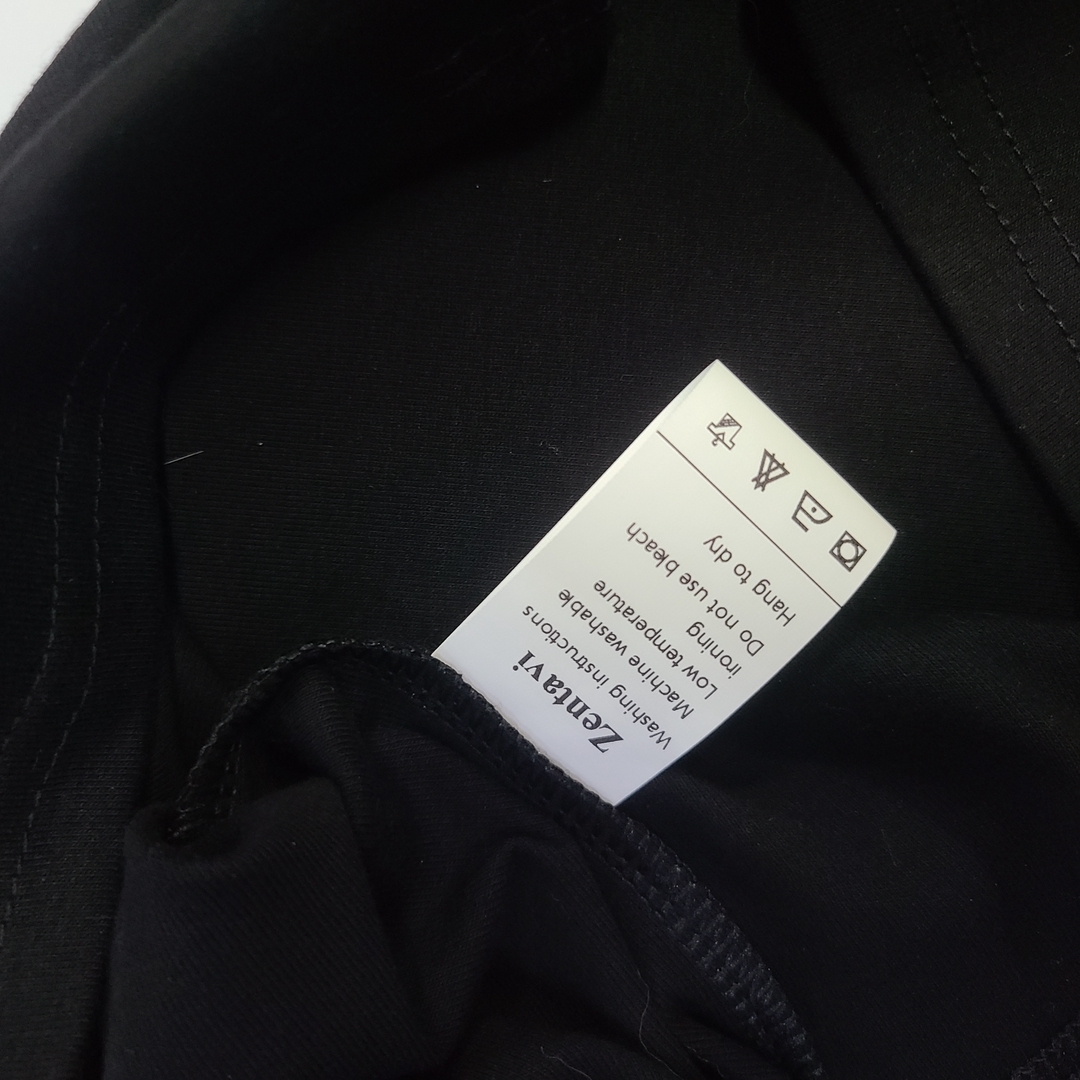 Zentavi
Washing instructions
Machine washable
Low temperature
ironing
Do not use bleach
Hang to dry